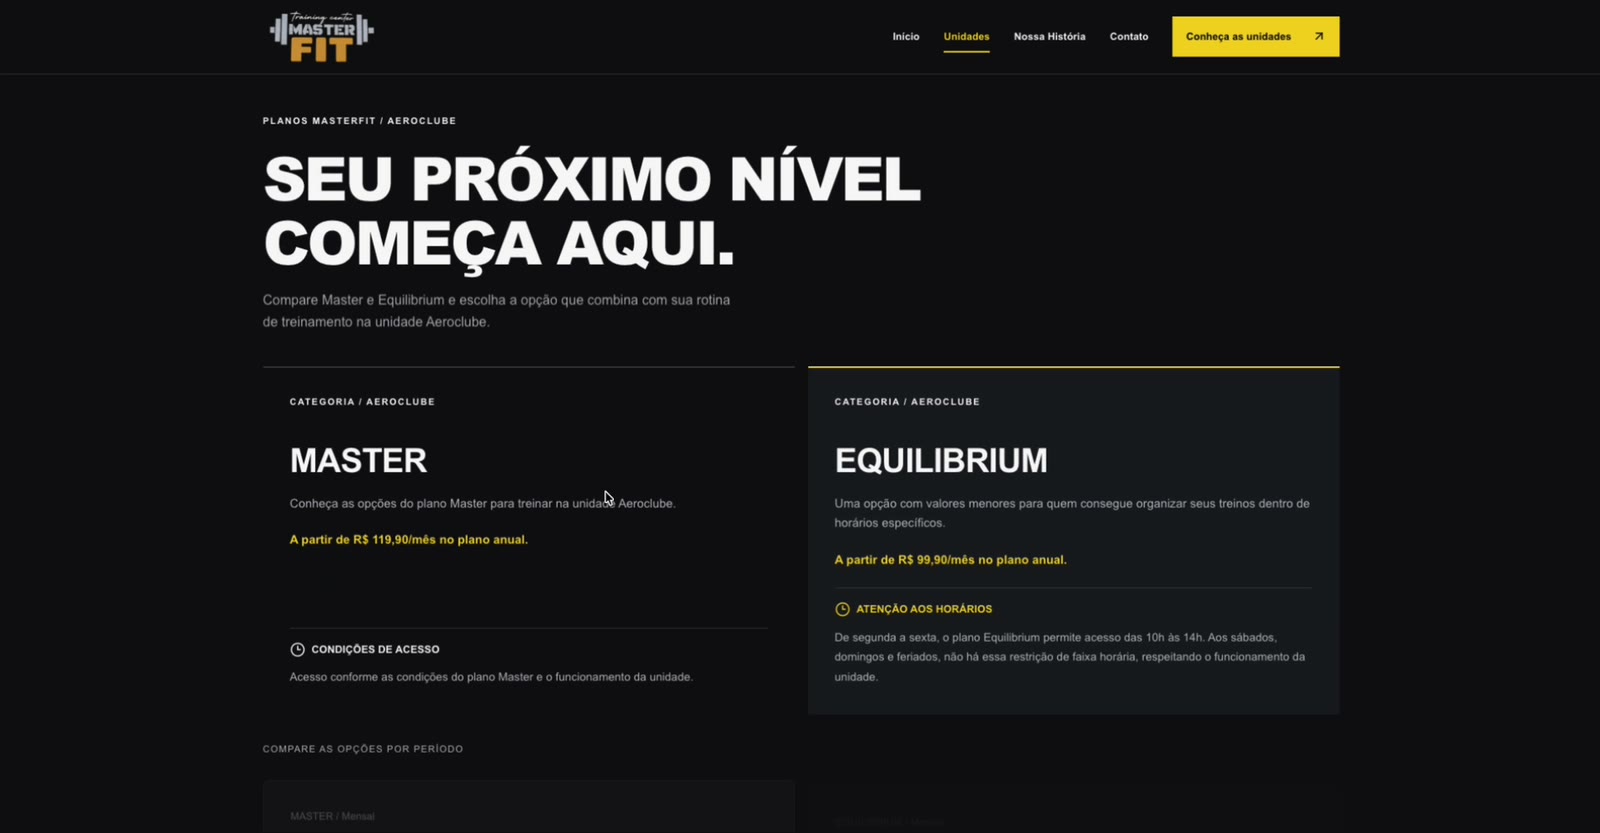 Training center
MASTER
FIT
Início
Unidades
Nossa História
Contato
Conheça as unidades
PLANOS MASTERFIT / AEROCLUBE
SEU PRÓXIMO NÍVEL
COMEÇA AQUI.
Compare Master e Equilibrium e escolha a opção que combina com sua rotina
de treinamento na unidade Aeroclube.
CATEGORIA / AEROCLUBE
MASTER
Conheça as opções do plano Master para treinar na unidade Aeroclube.
A partir de R$ 119,90/mês no plano anual.
CONDIÇÕES DE ACESSO
Acesso conforme as condições do plano Master e o funcionamento da unidade.
CATEGORIA / AEROCLUBE
EQUILIBRIUM
Uma opção com valores menores para quem consegue organizar seus treinos dentro de
horários específicos.
A partir de R$ 99,90/mês no plano anual.
ATENÇÃO AOS HORÁRIOS
De segunda a sexta, o plano Equilibrium permite acesso das 10h às 14h. Aos sábados,
domingos e feriados, não há essa restrição de faixa horária, respeitando o funcionamento da
unidade.
COMPARE AS OPÇÕES POR PERÍODO
MASTER / Mensal